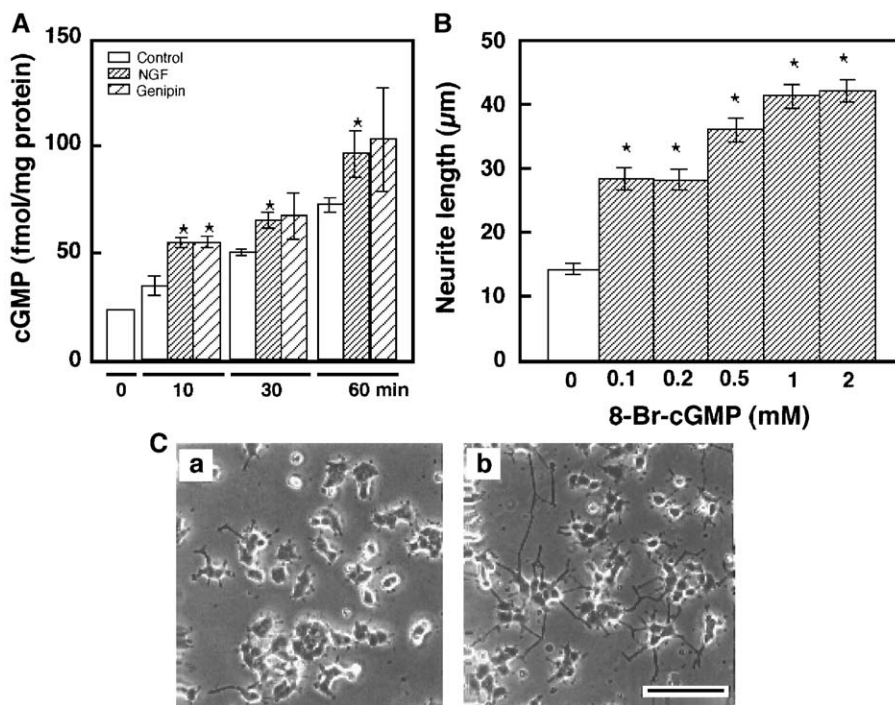 A
150
100
50
0
cGMP (fmol/mg protein)
Control
NGF
Genipin
★ ★
★
★
0 10 30 60 min
B
50
40
30
20
10
0
Neurite length (µm)
★ ★ ★ ★ ★
0 0.1 0.2 0.5 1 2
8-Br-cGMP (mM)
C
a
b